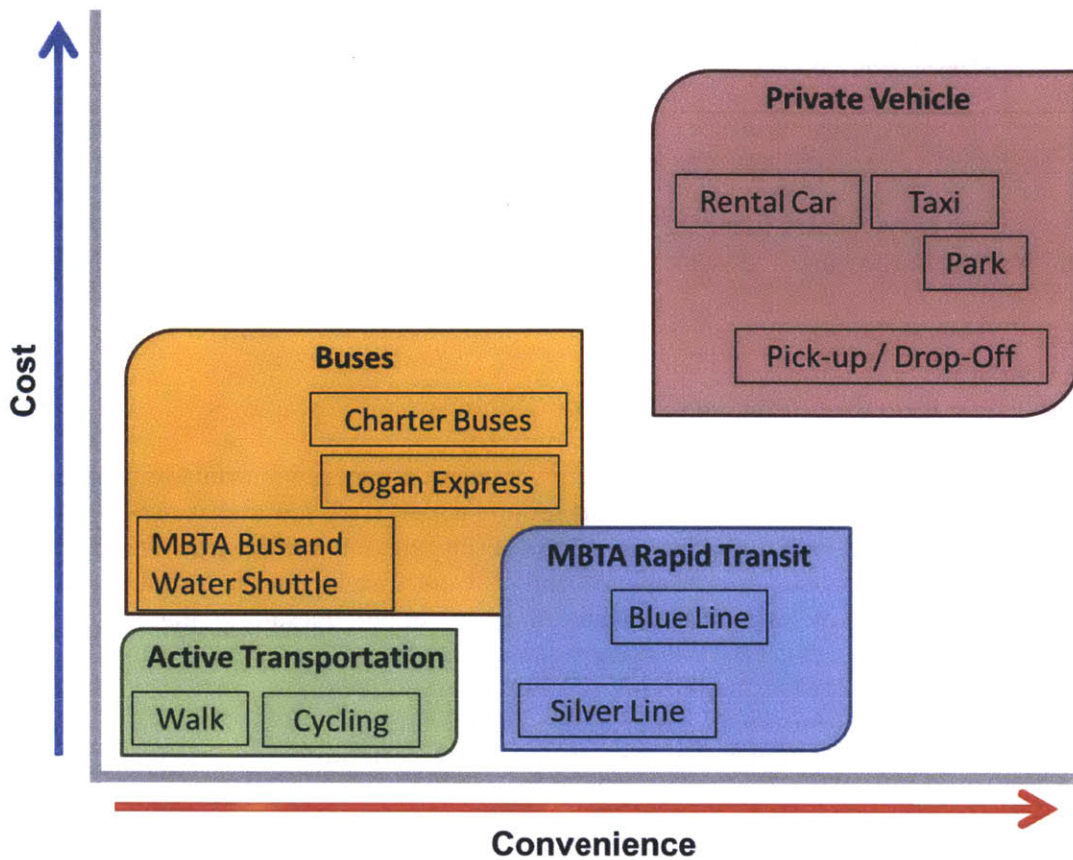 Cost
Private Vehicle
Rental Car
Taxi
Park
Pick-up / Drop-Off
Buses
Charter Buses
Logan Express
MBTA Bus and
Water Shuttle
MBTA Rapid Transit
Blue Line
Silver Line
Active Transportation
Walk
Cycling
Convenience